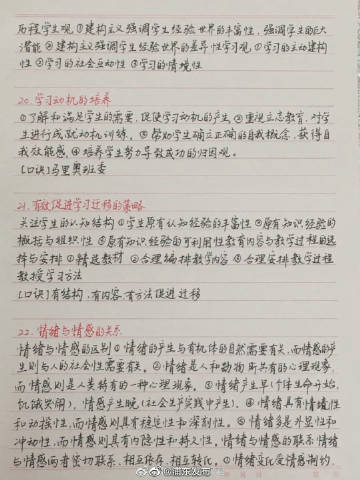 历程学生观①建构主义强调学生经验世界的丰富性,强调学生的巨大
潜能②建构主义强调学生经验世界的差异性学习观:①学习的主动建构
性②学习的社会互动性③学习的情境性
20.学习动机的培养
①了解和满足学生的需要,促使学习动机的产生②重视立志教育,对学
生进行成就动机训练。③帮助学生确立正确的自我概念,获得自
我效能感。④培养学生努力导致成功的归因观。
[口诀]马里奥班委
21.有效促进学习迁移的策略
关注学生的认知结构①学生原有认知经验的丰富性②原有知识经验的
概括与组织性③原有知识经验的可利用性教育内容与教学过程的选
择与安排①精选教材②合理编排教学内容③合理安排教学过程
教授学习方法
[口诀]有结构,有内容,有方法促进迁移
22.情绪与情感的关系
情绪与情感的区别①情绪的产生与有机体的自然需要有关,而情感的产
生则与人的社会性需要有关。②情绪是人和动物所共有的心理现象,
而情感则是人类特有的一种心理现象。③情绪产生早(个体生命开始,
饥饿哭闹),情感产生晚(社会生产实践中产生)。④情绪具有情境性
和动摇性,而情感则具有稳定性和深刻性。⑤情绪多是外显性和
冲动性,而情感则具有内隐性和持久性。情绪与情感的联系情绪
与情感两者密切联系、相互依存、相互转化。①情绪变化受情感制约,